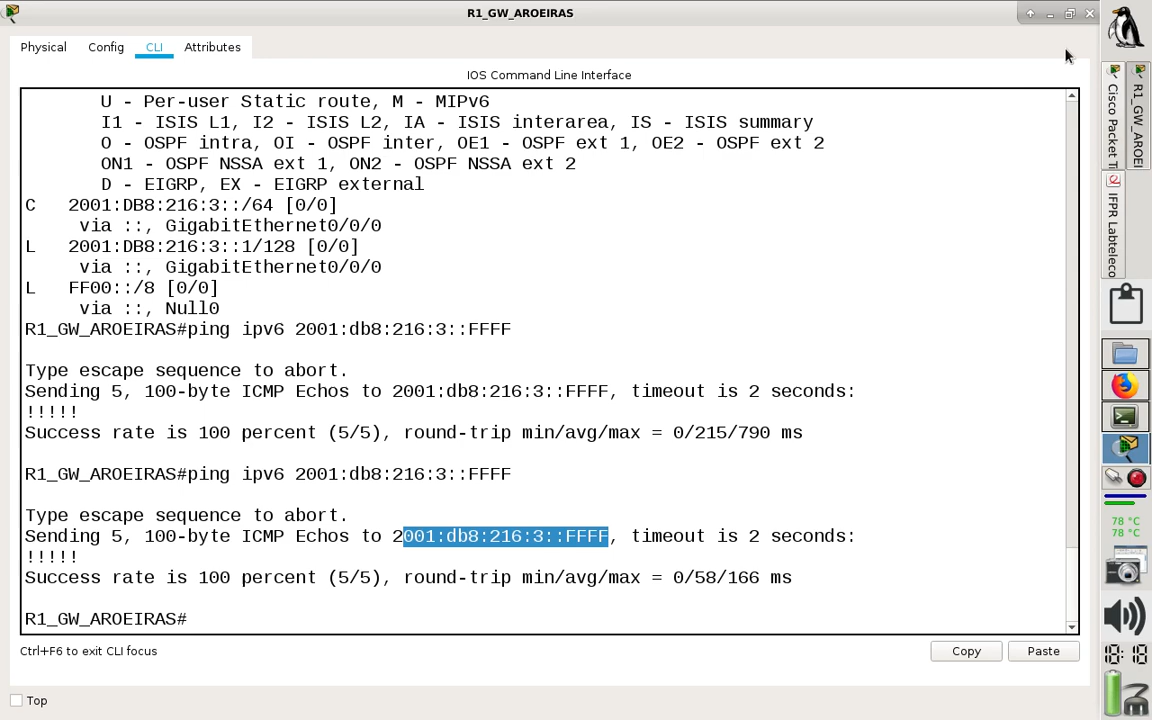 R1_GW_AROEIRAS
Physical Config CLI Attributes
IOS Command Line Interface
U - Per-user Static route, M - MIPv6
I1 - ISIS L1, I2 - ISIS L2, IA - ISIS interarea, IS - ISIS summary
O - OSPF intra, OI - OSPF inter, OE1 - OSPF ext 1, OE2 - OSPF ext 2
ON1 - OSPF NSSA ext 1, ON2 - OSPF NSSA ext 2
D - EIGRP, EX - EIGRP external
C 2001:DB8:216:3::/64 [0/0]
via ::, GigabitEthernet0/0/0
L 2001:DB8:216:3::1/128 [0/0]
via ::, GigabitEthernet0/0/0
L FF00::/8 [0/0]
via ::, Null0
R1_GW_AROEIRAS#ping ipv6 2001:db8:216:3::FFFF
Type escape sequence to abort.
Sending 5, 100-byte ICMP Echos to 2001:db8:216:3::FFFF, timeout is 2 seconds:
!!!!!
Success rate is 100 percent (5/5), round-trip min/avg/max = 0/215/790 ms
R1_GW_AROEIRAS#ping ipv6 2001:db8:216:3::FFFF
Type escape sequence to abort.
Sending 5, 100-byte ICMP Echos to 2001:db8:216:3::FFFF, timeout is 2 seconds:
!!!!!
Success rate is 100 percent (5/5), round-trip min/avg/max = 0/58/166 ms
R1_GW_AROEIRAS#
Ctrl+F6 to exit CLI focus
Copy Paste
Top
Cisco Packet T
R1_GW_AROEI
IFPR Labteleco
78 °C
78 °C
18:18